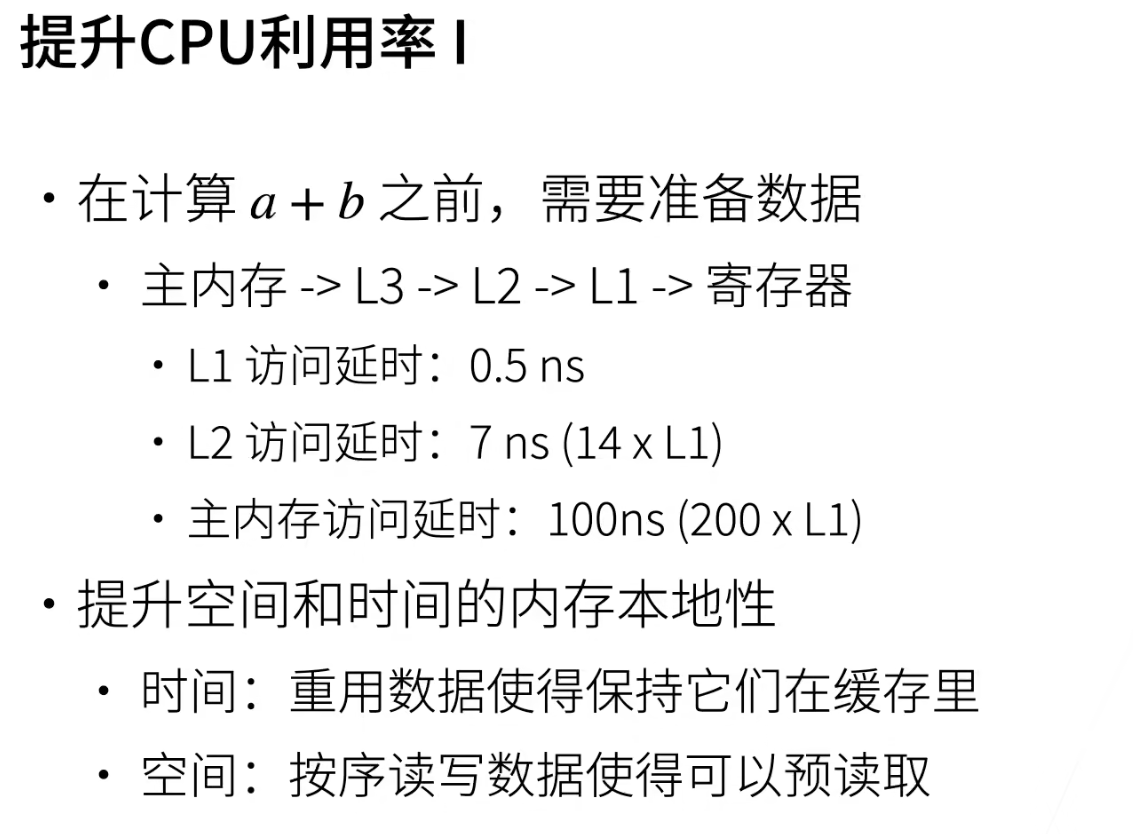 提升CPU利用率 I
• 在计算 a + b 之前，需要准备数据
• 主内存 -> L3 -> L2 -> L1 -> 寄存器
• L1 访问延时：0.5 ns
• L2 访问延时：7 ns (14 x L1)
• 主内存访问延时：100ns (200 x L1)
• 提升空间和时间的内存本地性
• 时间：重用数据使得保持它们在缓存里
• 空间：按序读写数据使得可以预读取